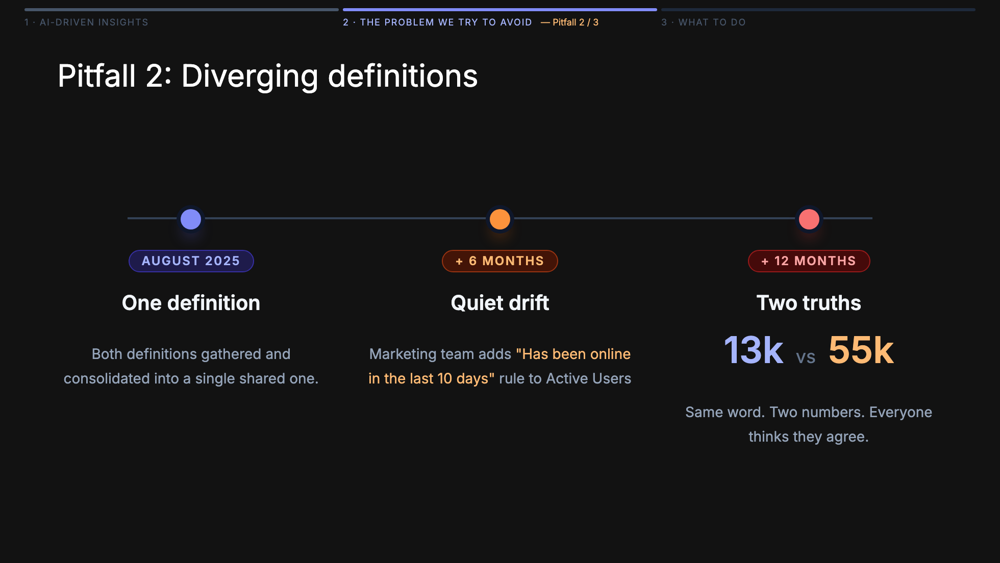 1 · AI-DRIVEN INSIGHTS
2 · THE PROBLEM WE TRY TO AVOID — Pitfall 2 / 3
3 · WHAT TO DO
Pitfall 2: Diverging definitions
AUGUST 2025
One definition
Both definitions gathered and
consolidated into a single shared one.
+ 6 MONTHS
Quiet drift
Marketing team adds "Has been online
in the last 10 days" rule to Active Users
+ 12 MONTHS
Two truths
13k vs 55k
Same word. Two numbers. Everyone
thinks they agree.